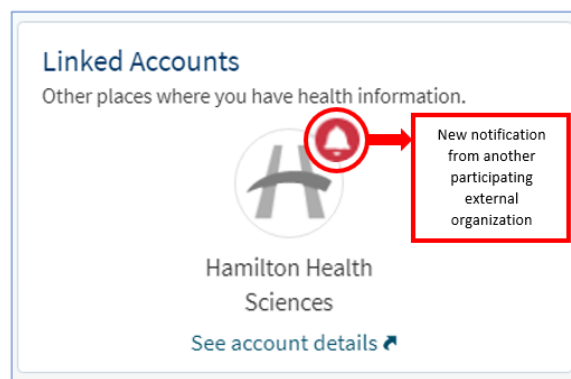 Linked Accounts
Other places where you have health information.
New notification
from another
participating
external
organization
Hamilton Health
Sciences
See account details